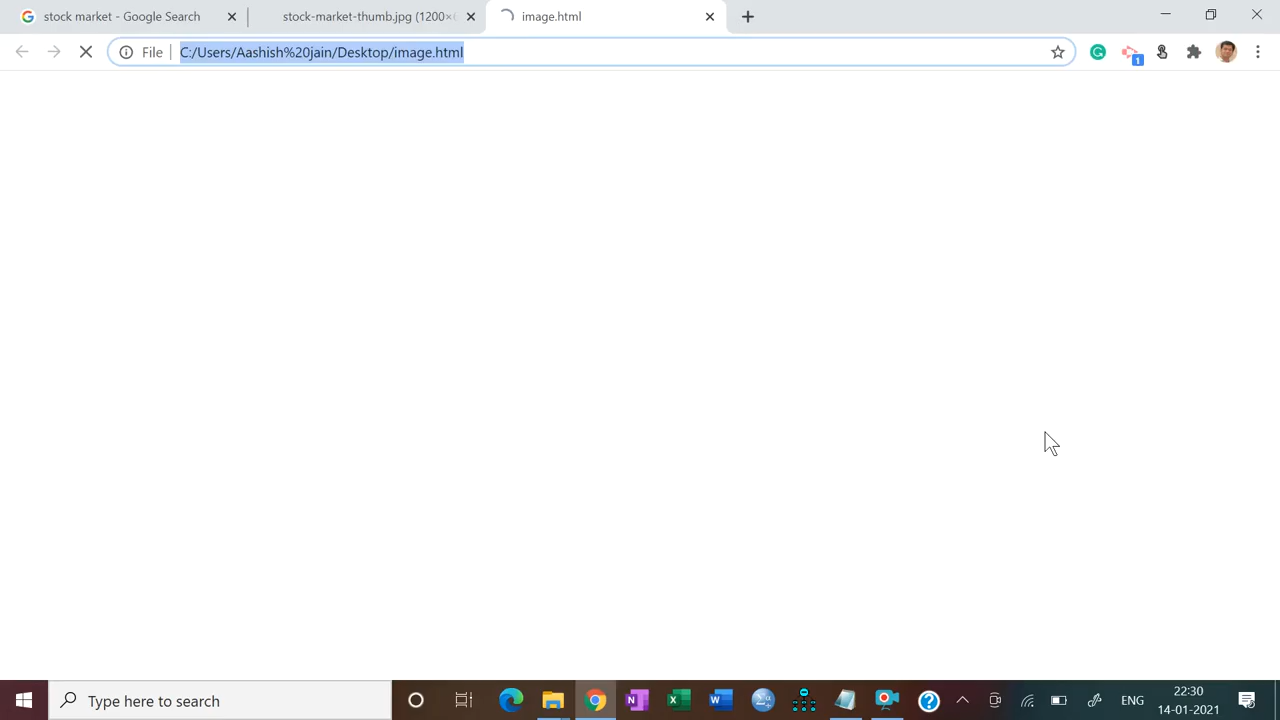 stock market - Google Search
stock-market-thumb.jpg (1200×
image.html
File
C:/Users/Aashish%20jain/Desktop/image.html
1
Type here to search
ENG
22:30
14-01-2021